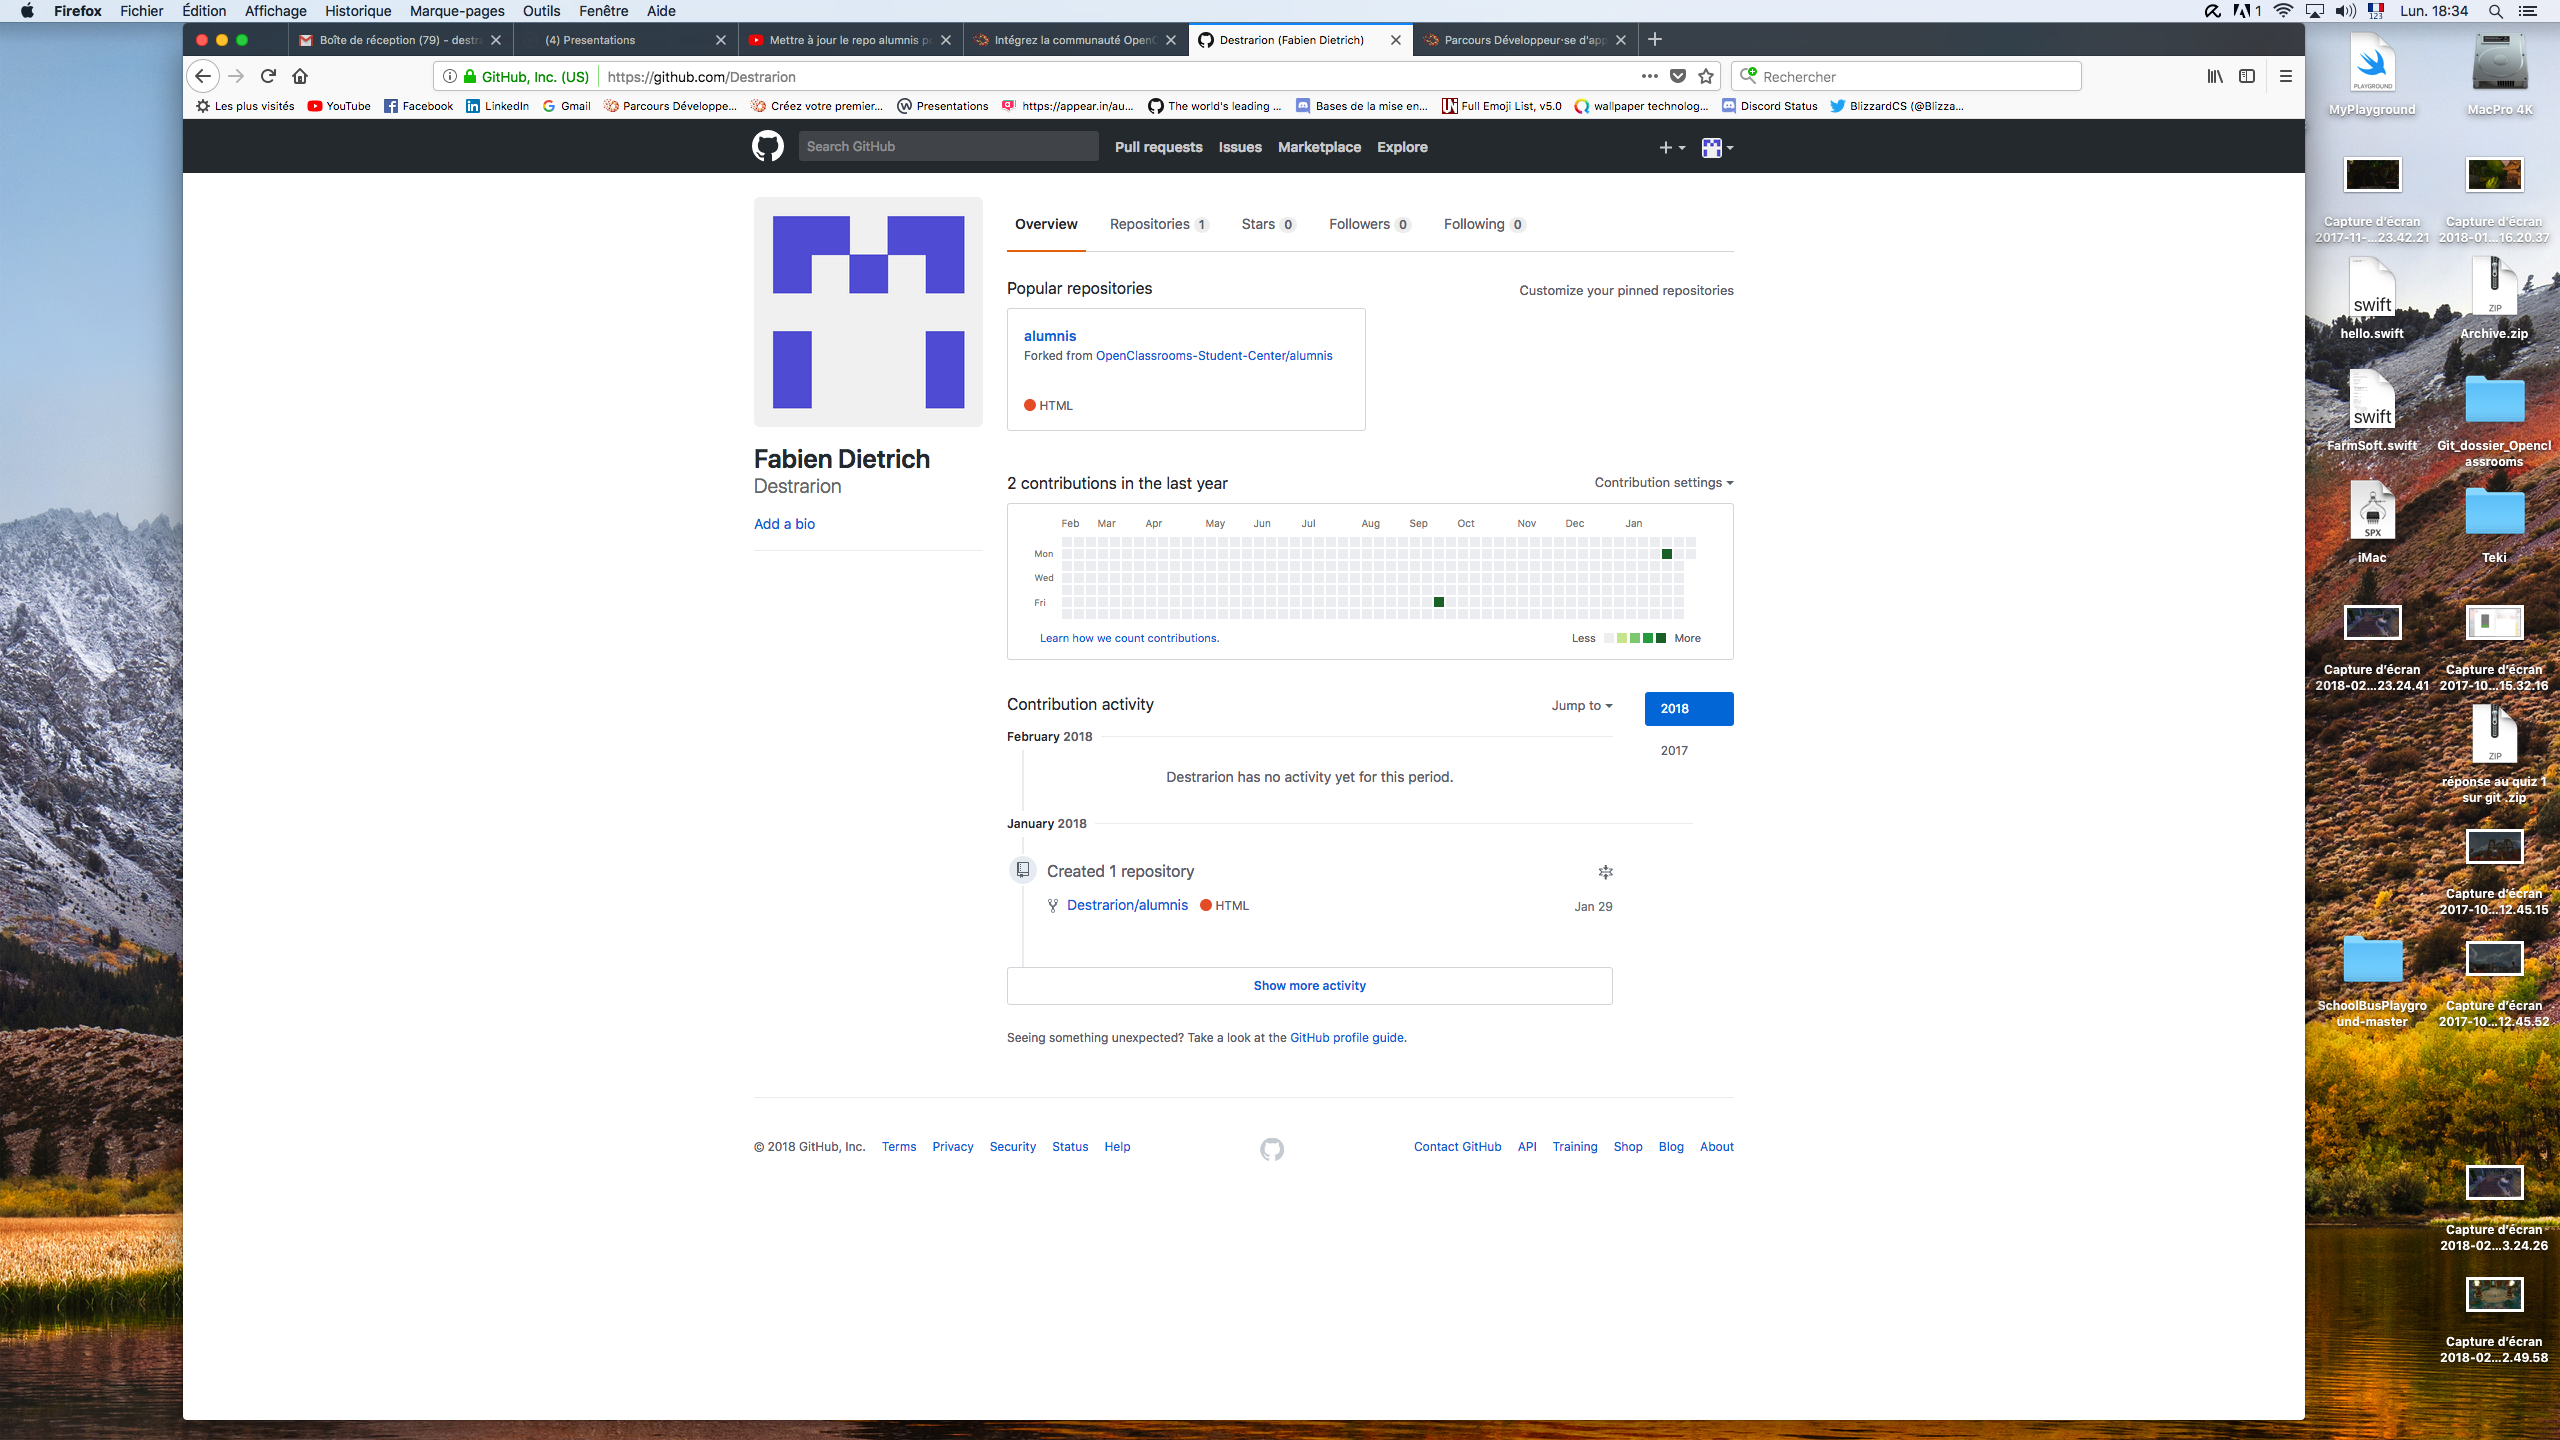 Firefox Fichier Édition Affichage Historique Marque-pages Outils Fenêtre Aide
1 Lun. 18:34
Boîte de réception (79) - destra
(4) Presentations
Mettre à jour le repo alumnis p
Intégrez la communauté OpenC
Destrarion (Fabien Dietrich)
Parcours Développeur·se d'app
GitHub, Inc. (US) https://github.com/Destrarion
Rechercher
Les plus visités YouTube Facebook LinkedIn Gmail Parcours Développe... Créez votre premier... Presentations https://appear.in/au... The world's leading ... Bases de la mise en... Full Emoji List, v5.0 wallpaper technolog... Discord Status BlizzardCS (@Blizza...
Search GitHub
Pull requests Issues Marketplace Explore
Overview Repositories 1 Stars 0 Followers 0 Following 0
Popular repositories
Customize your pinned repositories
alumnis
Forked from OpenClassrooms-Student-Center/alumnis
HTML
Fabien Dietrich
Destrarion
Add a bio
2 contributions in the last year
Contribution settings
Feb Mar Apr May Jun Jul Aug Sep Oct Nov Dec Jan
Mon
Wed
Fri
Learn how we count contributions.
Less More
Contribution activity
Jump to
2018
2017
February 2018
Destrarion has no activity yet for this period.
January 2018
Created 1 repository
Destrarion/alumnis HTML Jan 29
Show more activity
Seeing something unexpected? Take a look at the GitHub profile guide.
© 2018 GitHub, Inc. Terms Privacy Security Status Help
Contact GitHub API Training Shop Blog About
PLAYGROUND
MyPlayground
MacPro 4K
Capture d'écran
2017-11-...23.42.21
Capture d'écran
2018-01...16.20.37
swift
hello.swift
ZIP
Archive.zip
swift
FarmSoft.swift
Git_dossier_Opencl
assrooms
SPX
iMac
Teki
Capture d'écran
2018-02...23.24.41
Capture d'écran
2017-10...15.32.16
ZIP
réponse au quiz 1
sur git .zip
Capture d'écran
2017-10...12.45.15
SchoolBusPlaygro
und-master
Capture d'écran
2017-10...12.45.52
Capture d'écran
2018-02...3.24.26
Capture d'écran
2018-02...2.49.58